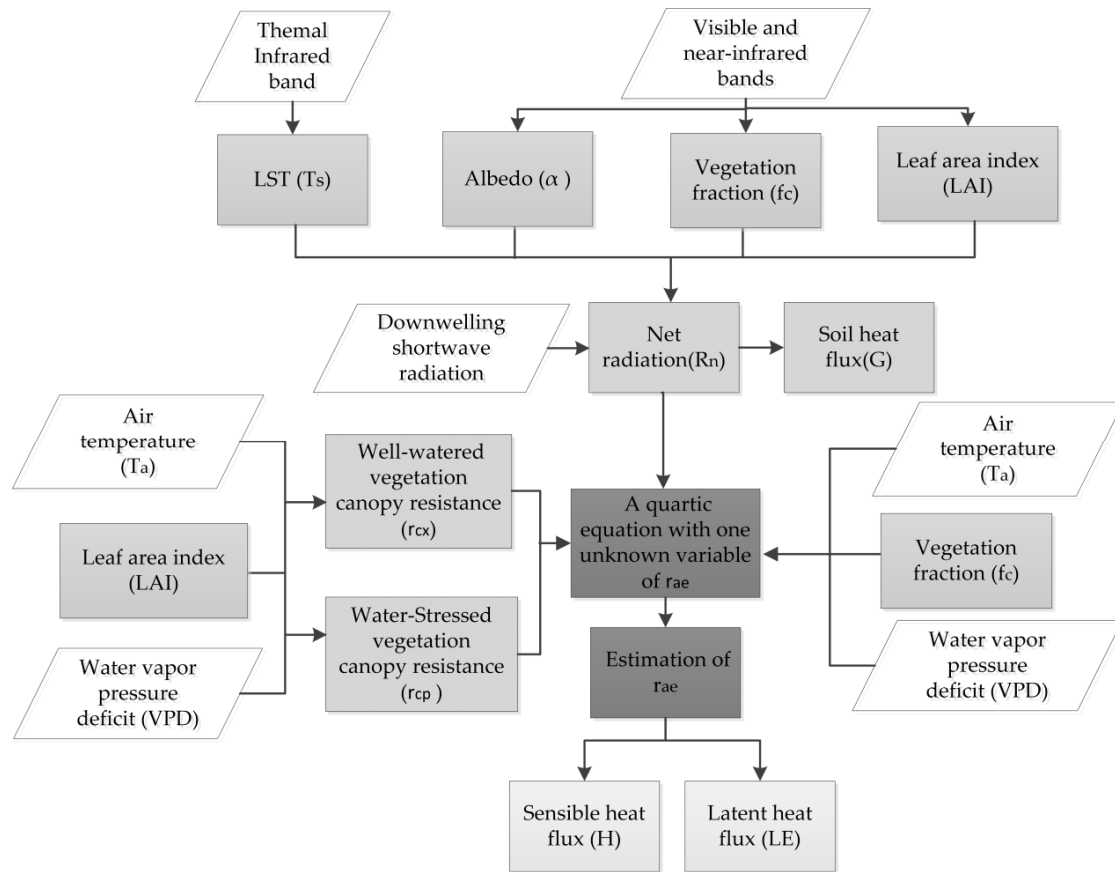 Themal
Infrared
band
Visible and
near-infrared
bands
LST (Ts)
Albedo (α )
Vegetation
fraction (fc)
Leaf area index
(LAI)
Downwelling
shortwave
radiation
Net
radiation(Rn)
Soil heat
flux(G)
Air
temperature
(Ta)
Leaf area index
(LAI)
Water vapor
pressure
deficit (VPD)
Well-watered
vegetation
canopy resistance
(rcx)
Water-Stressed
vegetation
canopy resistance
(rcp )
A quartic
equation with one
unknown variable
of rae
Air
temperature
(Ta)
Vegetation
fraction (fc)
Water vapor
pressure
deficit (VPD)
Estimation of
rae
Sensible heat
flux (H)
Latent heat
flux (LE)